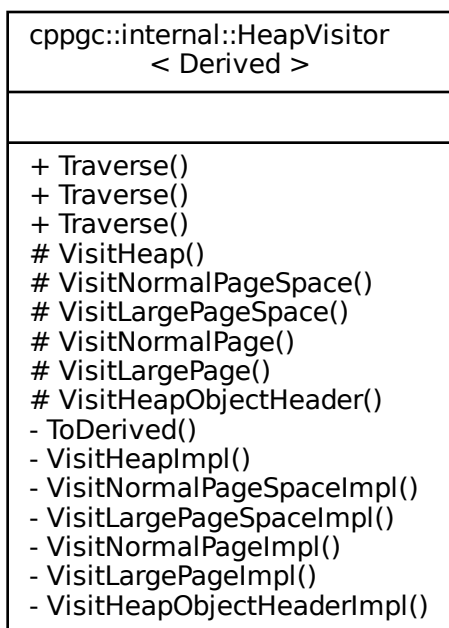 cppgc::internal::HeapVisitor
< Derived >
+ Traverse()
+ Traverse()
+ Traverse()
# VisitHeap()
# VisitNormalPageSpace()
# VisitLargePageSpace()
# VisitNormalPage()
# VisitLargePage()
# VisitHeapObjectHeader()
- ToDerived()
- VisitHeapImpl()
- VisitNormalPageSpaceImpl()
- VisitLargePageSpaceImpl()
- VisitNormalPageImpl()
- VisitLargePageImpl()
- VisitHeapObjectHeaderImpl()